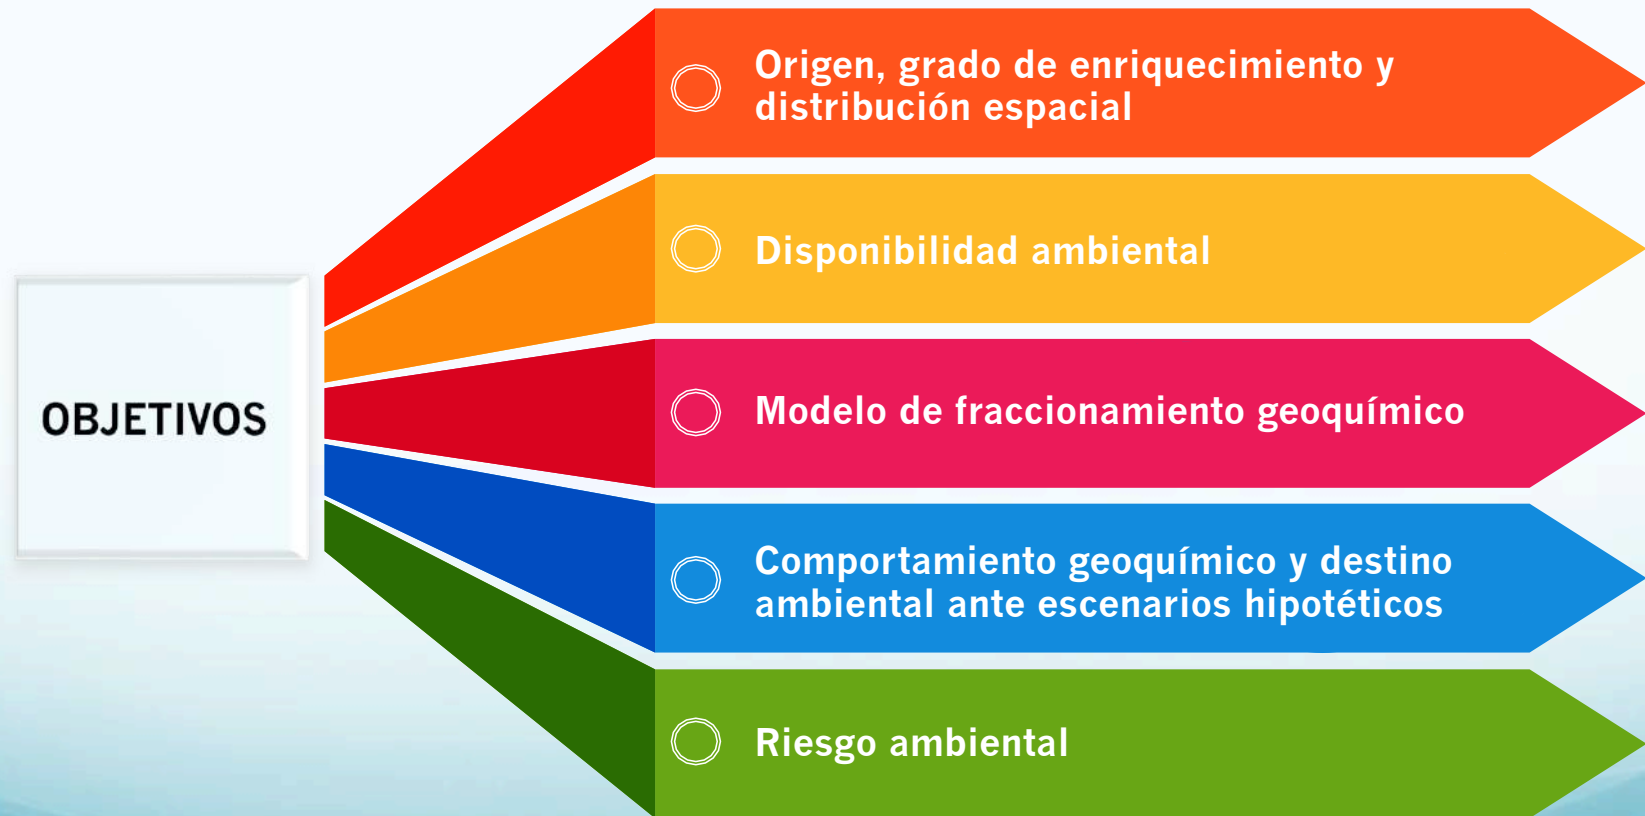 OBJETIVOS
Origen, grado de enriquecimiento y
distribución espacial
Disponibilidad ambiental
Modelo de fraccionamiento geoquímico
Comportamiento geoquímico y destino
ambiental ante escenarios hipotéticos
Riesgo ambiental